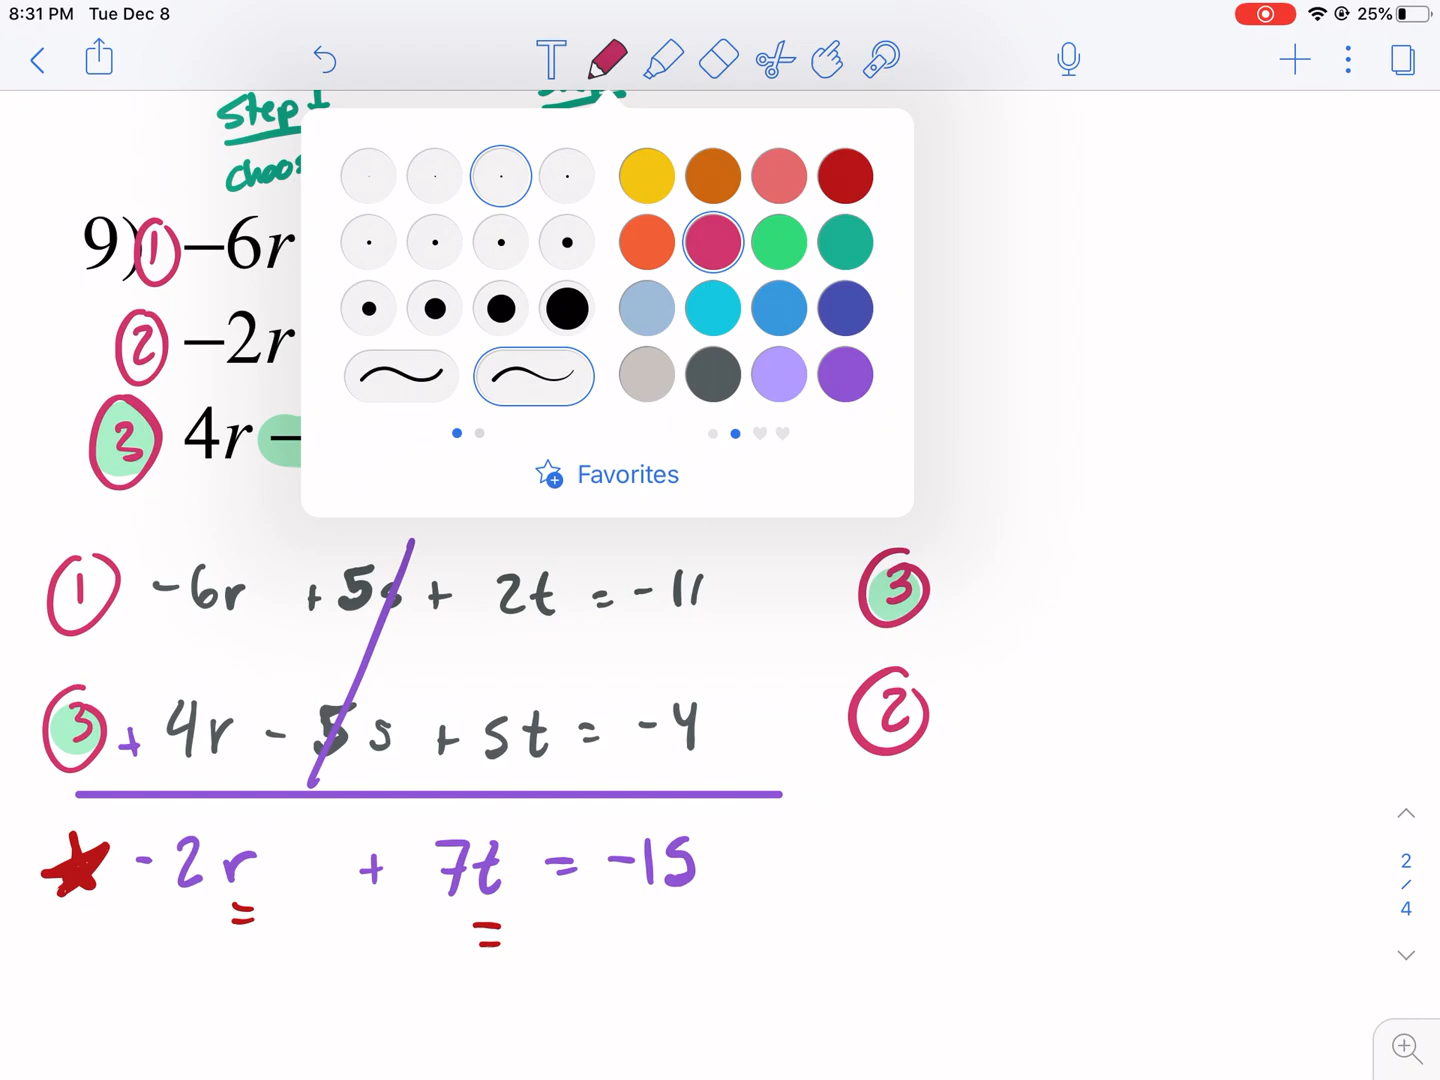 8:31 PM Tue Dec 8 25%
T
Step 1
choos
9) 1 −6r
2 −2r
3 4r −
Favorites
1 -6r +5s + 2t = -11
3
3 + 4r - 5s + 5t = -4
2
-2r + 7t = -15
2
/
4